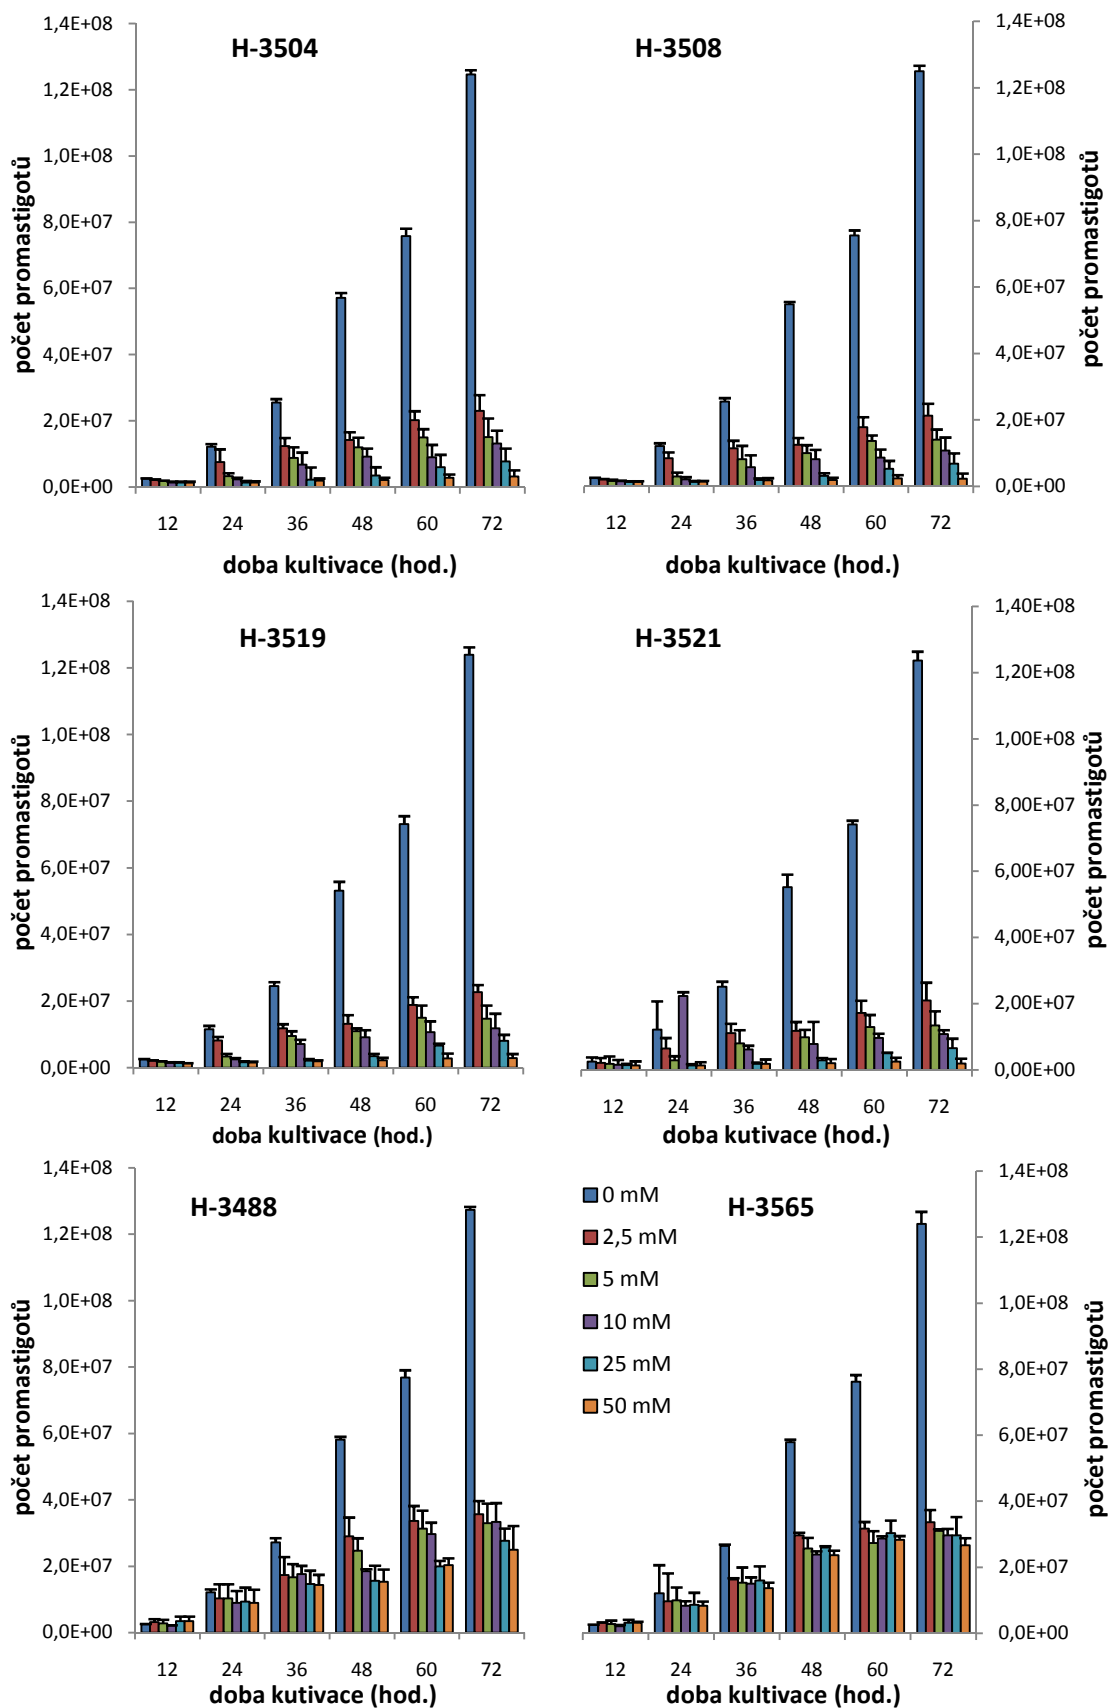 H-3504
1,4E+08
1,2E+08
1,0E+08
8,0E+07
6,0E+07
4,0E+07
2,0E+07
0,0E+00
počet promastigotů
12 24 36 48 60 72
doba kultivace (hod.)
H-3508
1,4E+08
1,2E+08
1,0E+08
8,0E+07
6,0E+07
4,0E+07
2,0E+07
0,0E+00
počet promastigotů
12 24 36 48 60 72
doba kultivace (hod.)
H-3519
1,4E+08
1,2E+08
1,0E+08
8,0E+07
6,0E+07
4,0E+07
2,0E+07
0,0E+00
počet promastigotů
12 24 36 48 60 72
doba kultivace (hod.)
H-3521
1,40E+08
1,20E+08
1,00E+08
8,00E+07
6,00E+07
4,00E+07
2,00E+07
0,00E+00
počet promastigotů
12 24 36 48 60 72
doba kutivace (hod.)
H-3488
1,4E+08
1,2E+08
1,0E+08
8,0E+07
6,0E+07
4,0E+07
2,0E+07
0,0E+00
počet promastigotů
12 24 36 48 60 72
doba kutivace (hod.)
0 mM
2,5 mM
5 mM
10 mM
25 mM
50 mM
H-3565
1,4E+08
1,2E+08
1,0E+08
8,0E+07
6,0E+07
4,0E+07
2,0E+07
0,0E+00
počet promastigotů
12 24 36 48 60 72
doba kutivace (hod.)